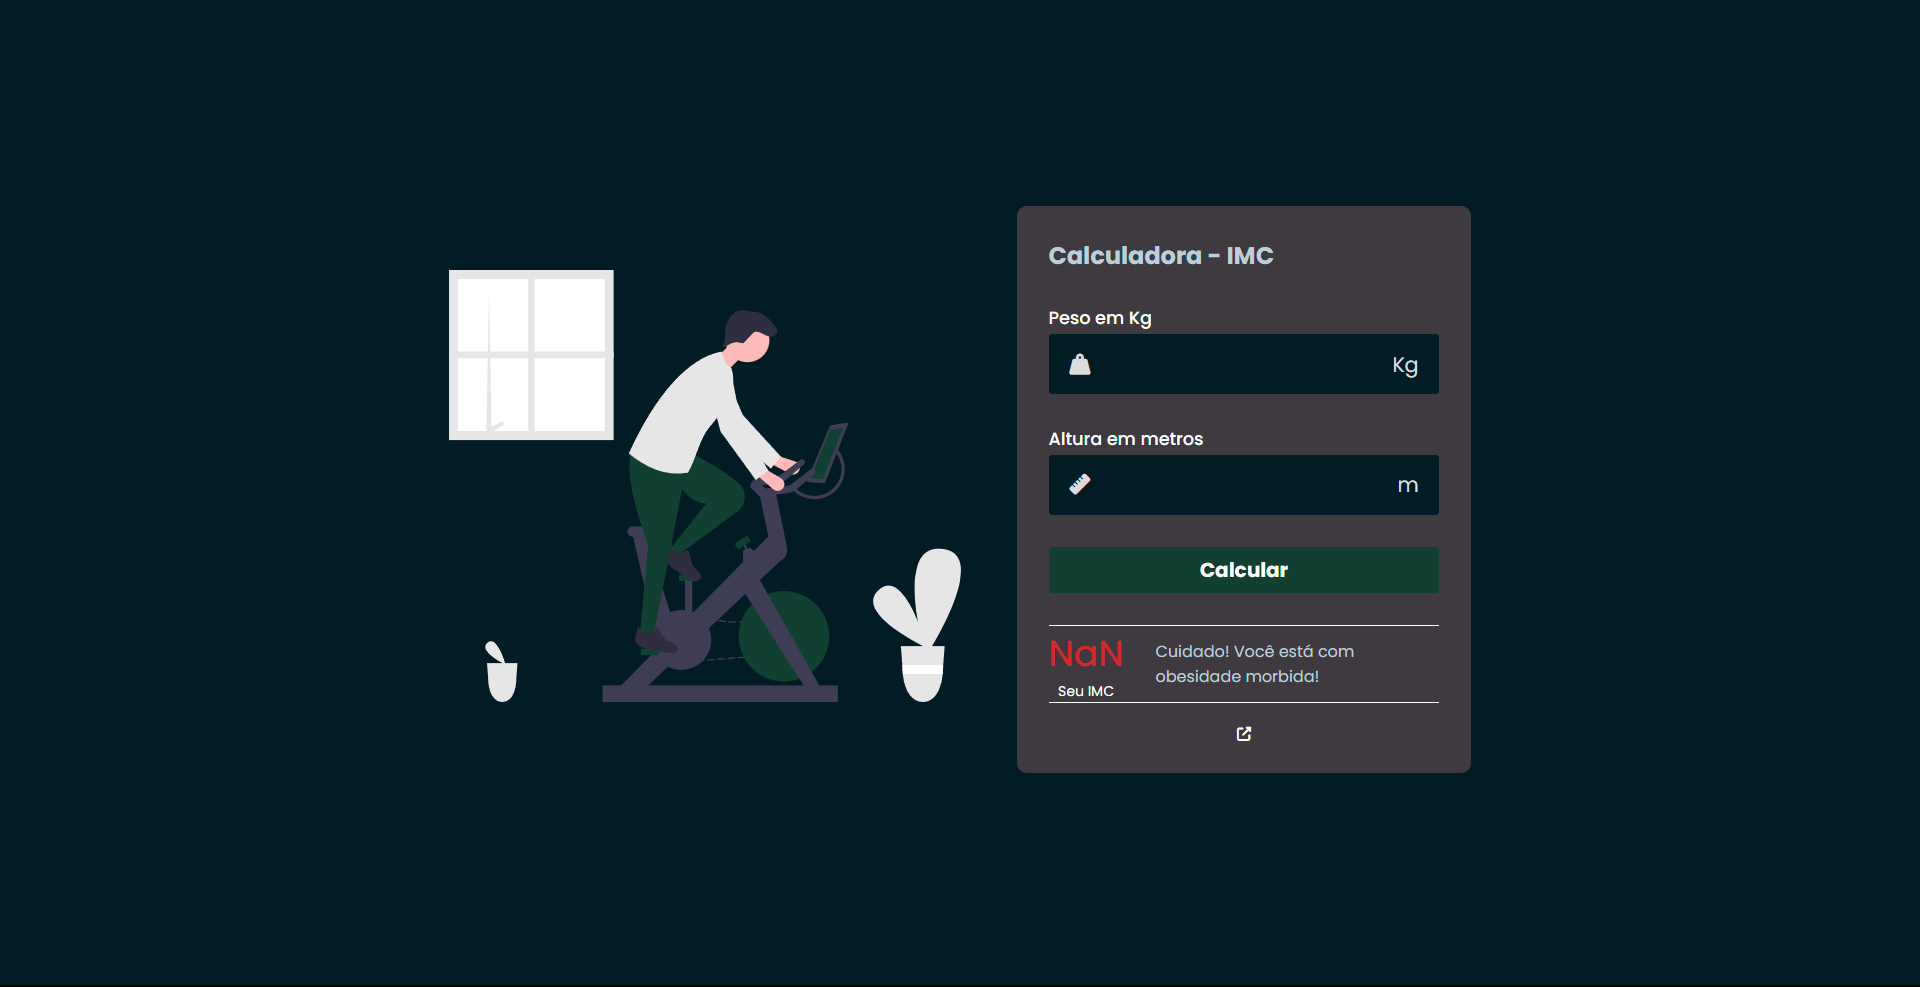 Calculadora - IMC
Peso em Kg
Kg
Altura em metros
m
Calcular
NaN
Seu IMC
Cuidado! Você está com
obesidade morbida!